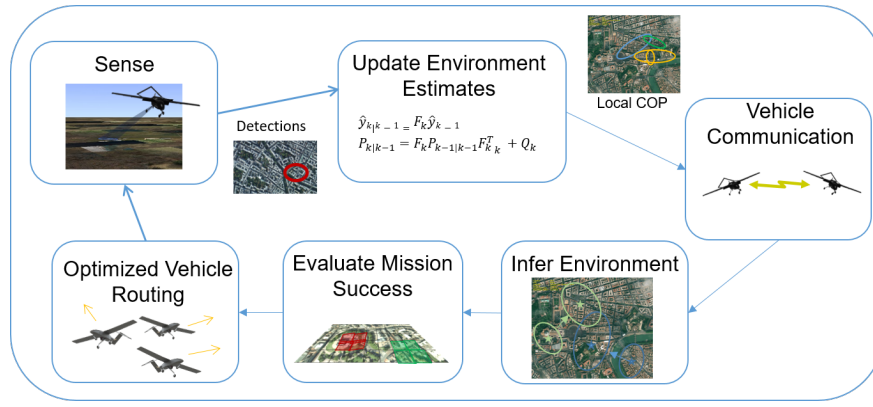 Sense
Detections
Update Environment
Estimates
ŷ_{k|k−1 =} F_k ŷ_{k−1}
P_{k|k−1} = F_k P_{k−1|k−1} F_k^T _k + Q_k
Local COP
Vehicle
Communication
Infer Environment
Evaluate Mission
Success
Optimized Vehicle
Routing